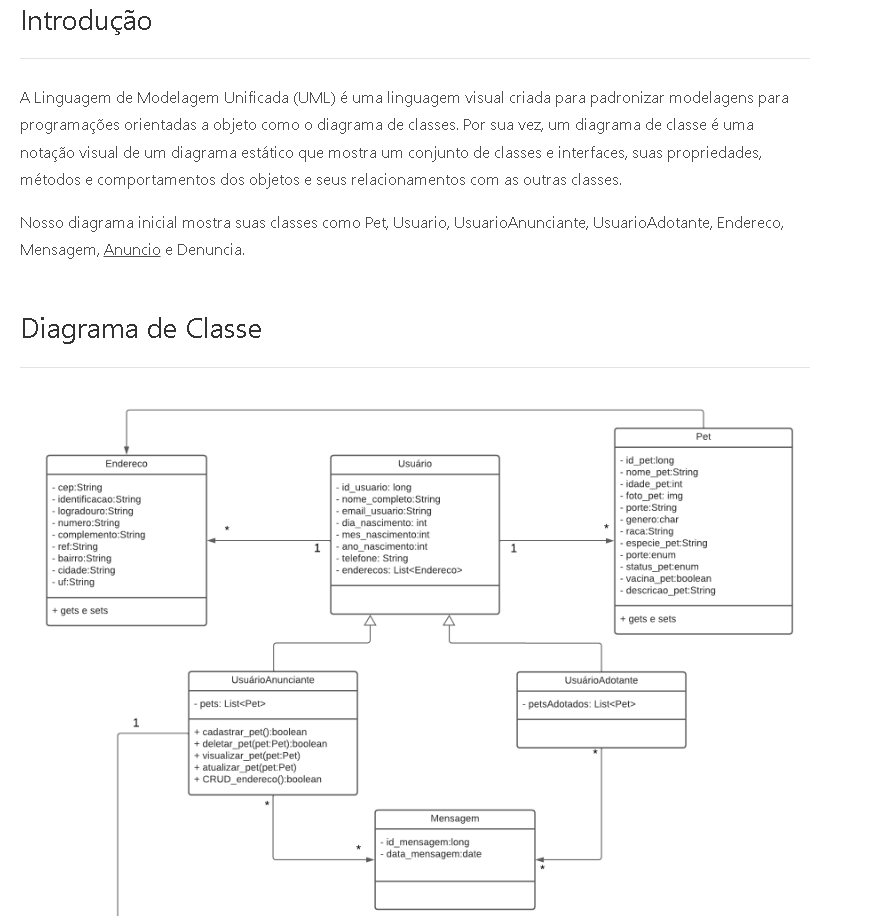 Introdução
A Linguagem de Modelagem Unificada (UML) é uma linguagem visual criada para padronizar modelagens para
programações orientadas a objeto como o diagrama de classes. Por sua vez, um diagrama de classe é uma
notação visual de um diagrama estático que mostra um conjunto de classes e interfaces, suas propriedades,
métodos e comportamentos dos objetos e seus relacionamentos com as outras classes.
Nosso diagrama inicial mostra suas classes como Pet, Usuario, UsuarioAnunciante, UsuarioAdotante, Endereco,
Mensagem, Anuncio e Denuncia.
Diagrama de Classe
Endereco
- cep:String
- identificacao:String
- logradouro:String
- numero:String
- complemento:String
- ref:String
- bairro:String
- cidade:String
- uf:String
+ gets e sets
*
1
Usuário
- id_usuario: long
- nome_completo:String
- email_usuario:String
- dia_nascimento: int
- mes_nascimento:int
- ano_nascimento:int
- telefone: String
- enderecos: List<Endereco>
1
*
Pet
- id_pet:long
- nome_pet:String
- idade_pet:int
- foto_pet: img
- porte:String
- genero:char
- raca:String
- especie_pet:String
- porte:enum
- status_pet:enum
- vacina_pet:boolean
- descricao_pet:String
+ gets e sets
UsuárioAnunciante
- pets: List<Pet>
+ cadastrar_pet():boolean
+ deletar_pet(pet:Pet):boolean
+ visualizar_pet(pet:Pet)
+ atualizar_pet(pet:Pet)
+ CRUD_endereco():boolean
1
*
UsuárioAdotante
- petsAdotados: List<Pet>
*
Mensagem
- id_mensagem:long
- data_mensagem:date
*
*